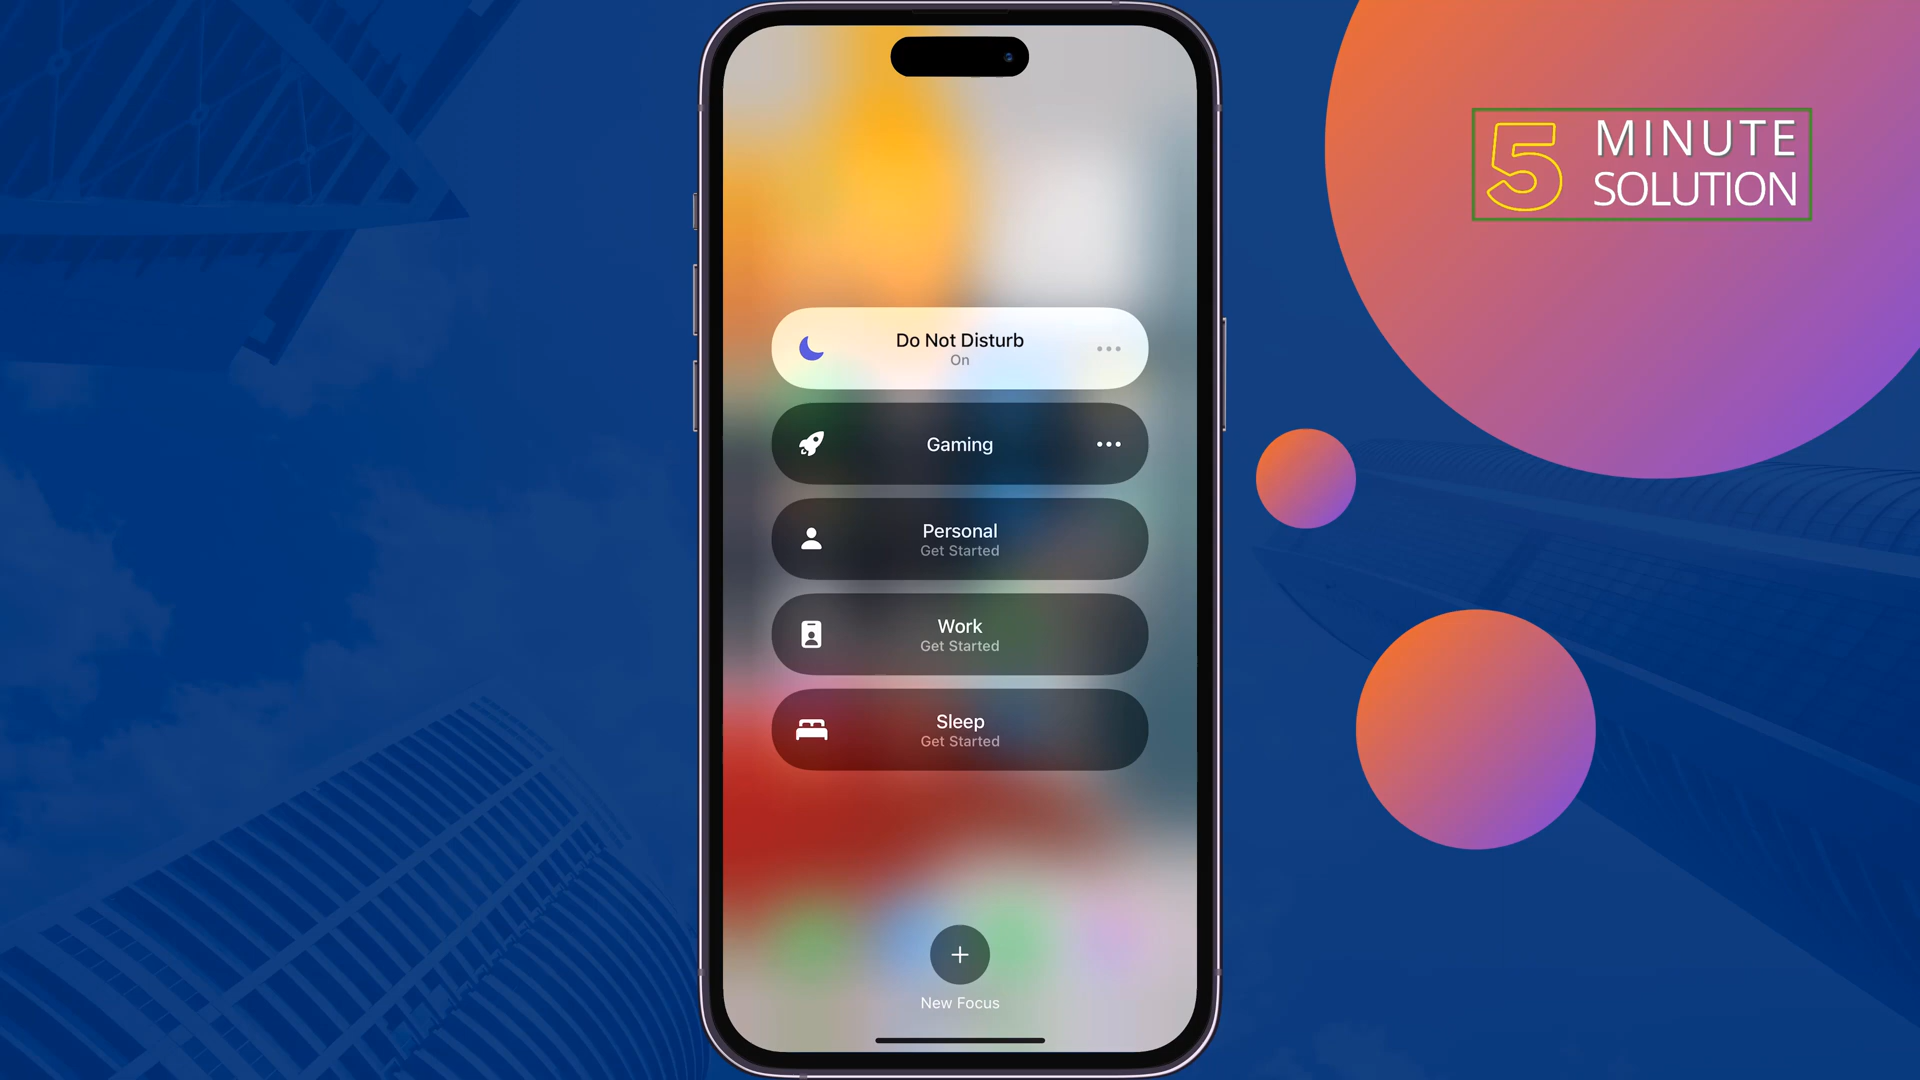 5 MINUTE
SOLUTION
Do Not Disturb
On
Gaming
Personal
Get Started
Work
Get Started
Sleep
Get Started
New Focus